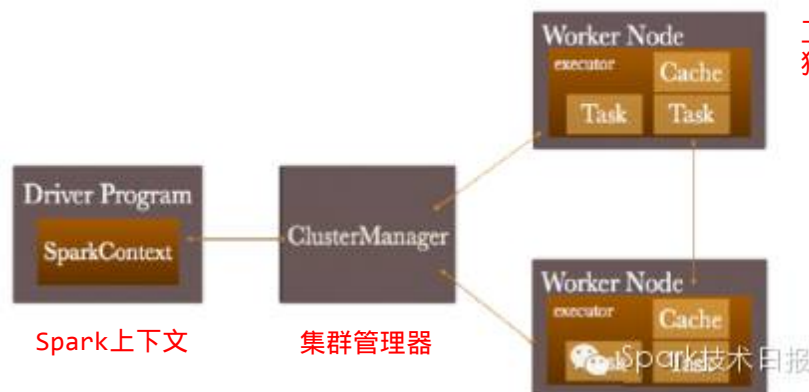 Worker Node
executor
Cache
Task
Task
Driver Program
SparkContext
ClusterManager
Spark上下文
集群管理器
Worker Node
executor
Cache
Task
Spark技术日报